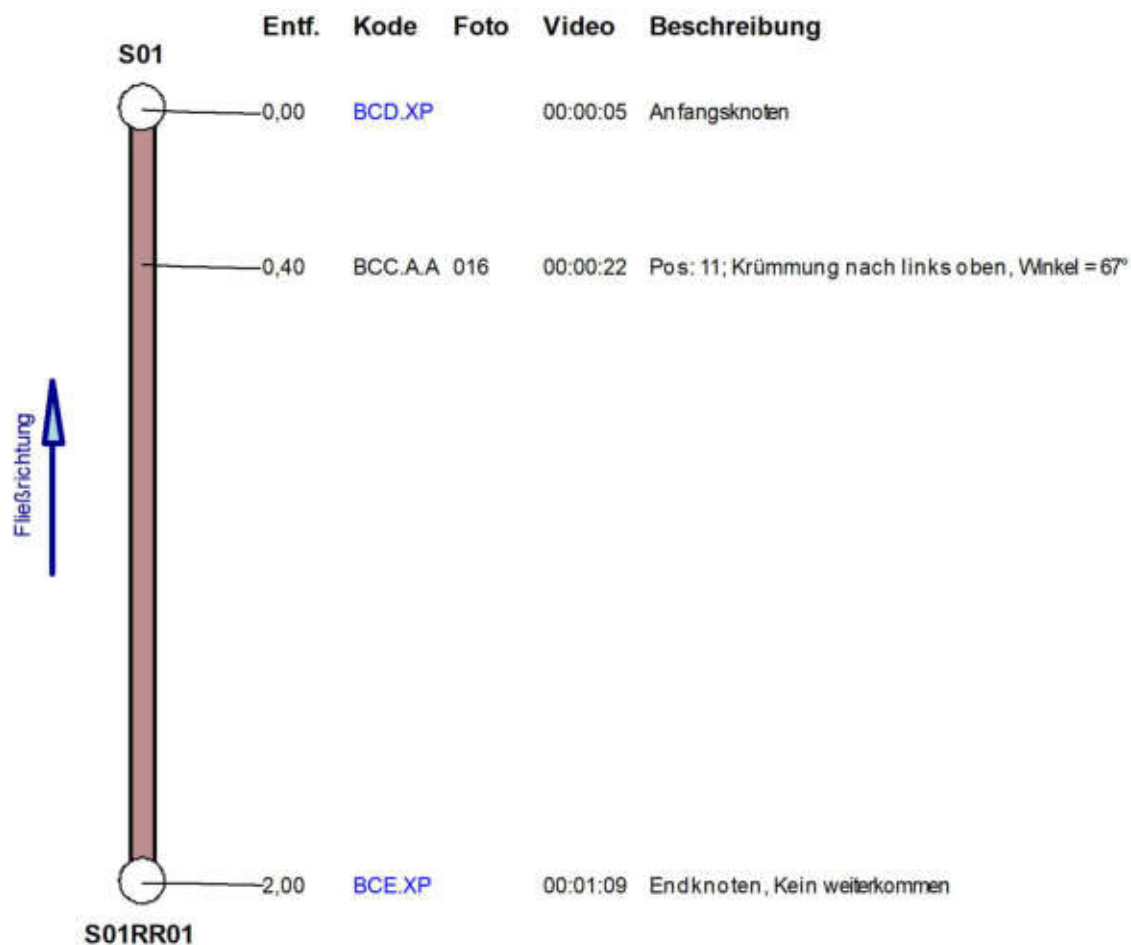 Entf. Kode Foto Video Beschreibung
S01
0,00 BCD.XP 00:00:05 Anfangsknoten
0,40 BCC.A.A 016 00:00:22 Pos: 11; Krümmung nach links oben, Winkel = 67°
Fließrichtung
2,00 BCE.XP 00:01:09 Endknoten, Kein weiterkommen
S01RR01